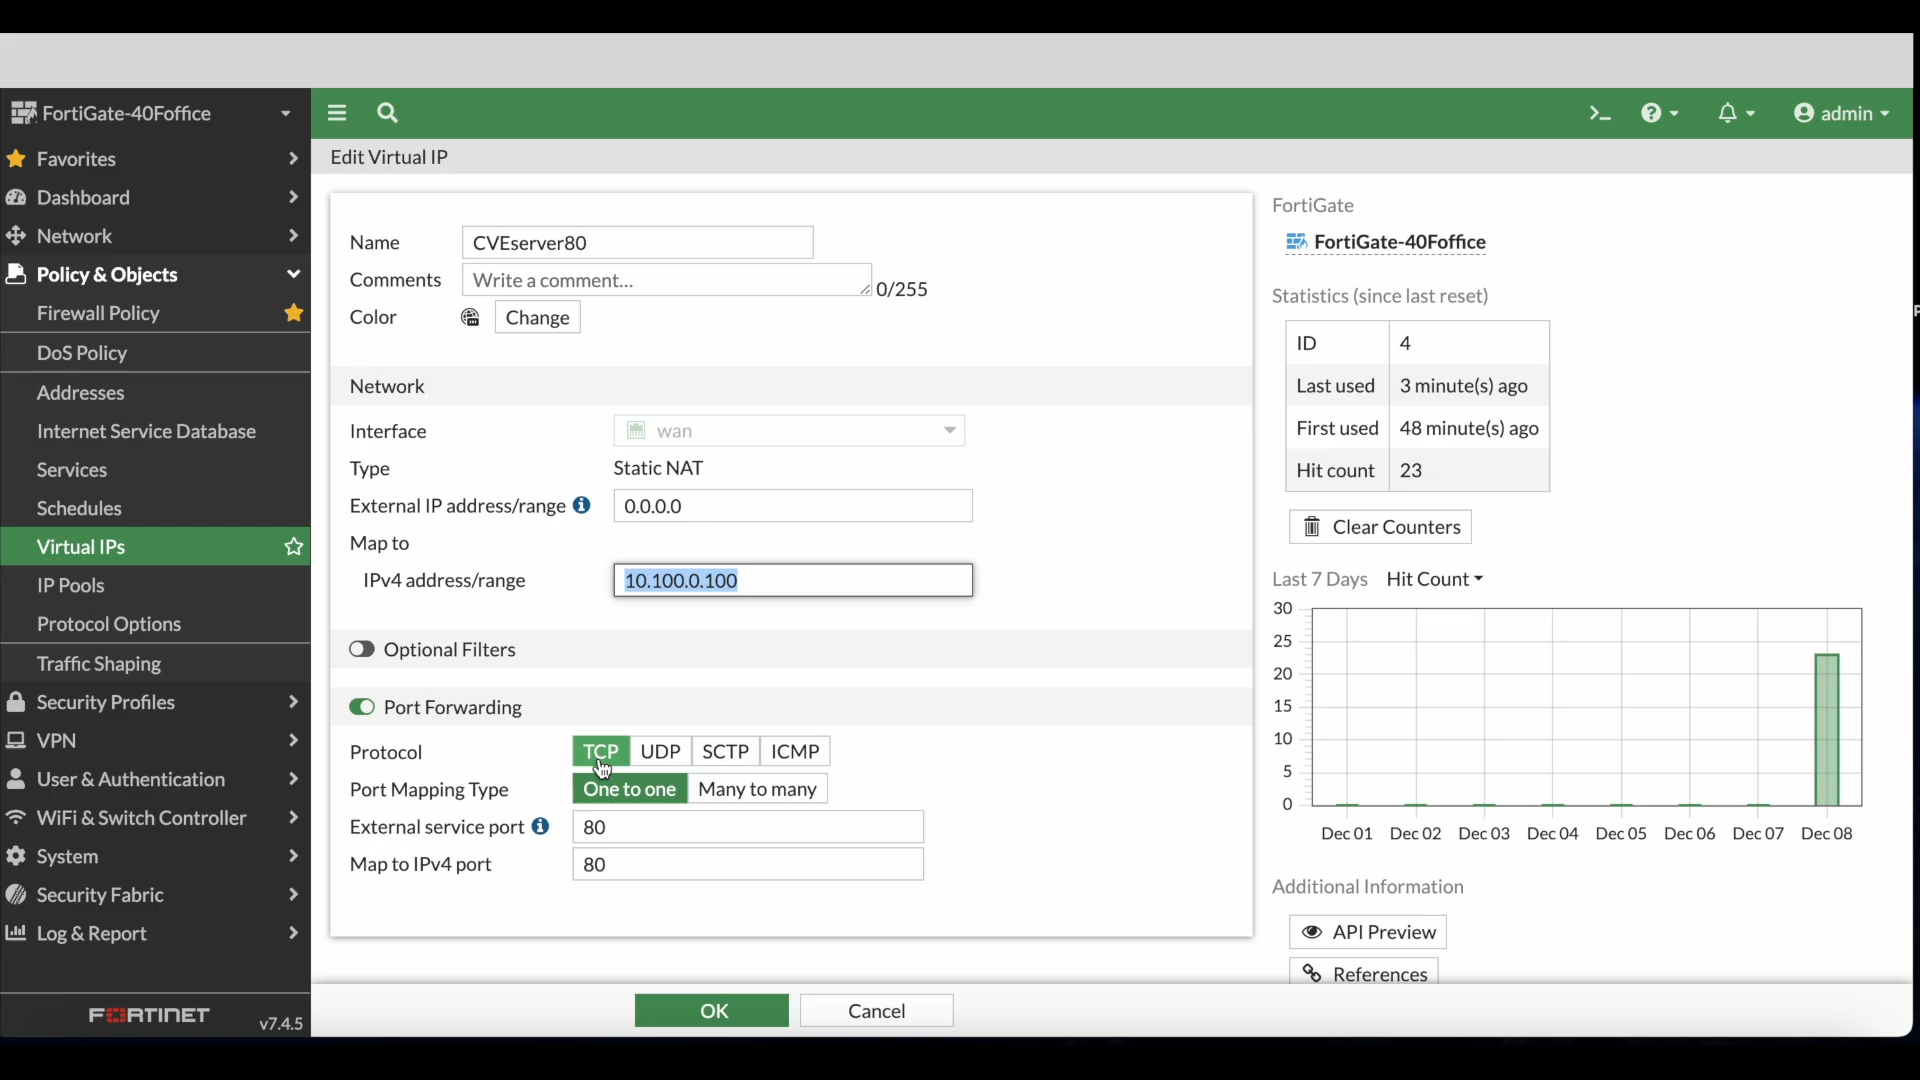 FortiGate-40Foffice
admin
Favorites
Dashboard
Network
Policy & Objects
Firewall Policy
DoS Policy
Addresses
Internet Service Database
Services
Schedules
Virtual IPs
IP Pools
Protocol Options
Traffic Shaping
Security Profiles
VPN
User & Authentication
WiFi & Switch Controller
System
Security Fabric
Log & Report
FORTINET
v7.4.5
Edit Virtual IP
Name CVEserver80
Comments Write a comment... 0/255
Color Change
Network
Interface wan
Type Static NAT
External IP address/range 0.0.0.0
Map to
IPv4 address/range 10.100.0.100
Optional Filters
Port Forwarding
Protocol TCP UDP SCTP ICMP
Port Mapping Type One to one Many to many
External service port 80
Map to IPv4 port 80
OK Cancel
FortiGate
FortiGate-40Foffice
Statistics (since last reset)
ID 4
Last used 3 minute(s) ago
First used 48 minute(s) ago
Hit count 23
Clear Counters
Last 7 Days Hit Count
30
25
20
15
10
5
0
Dec 01 Dec 02 Dec 03 Dec 04 Dec 05 Dec 06 Dec 07 Dec 08
Additional Information
API Preview
References